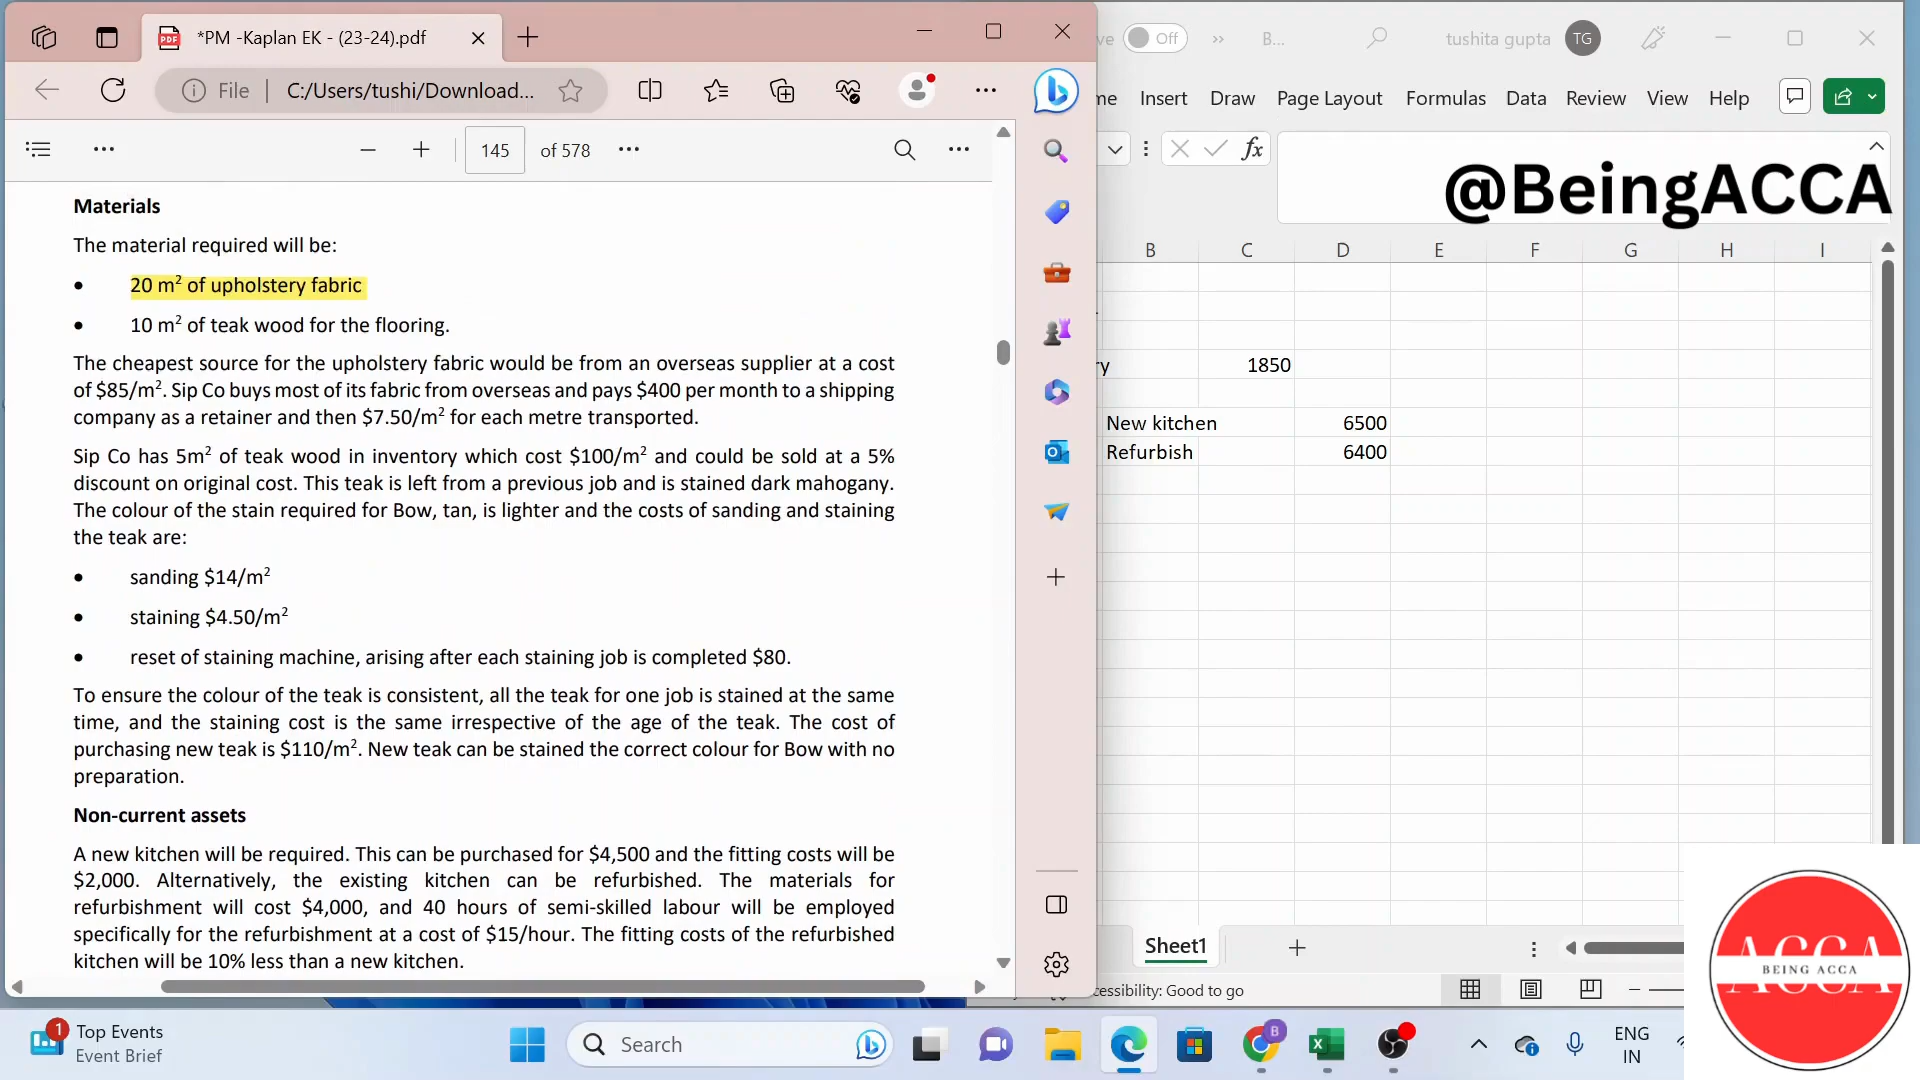 *PM -Kaplan EK - (23-24).pdf
File
C:/Users/tushi/Download...
145 of 578
Materials
The material required will be:
• 20 m² of upholstery fabric
• 10 m² of teak wood for the flooring.
The cheapest source for the upholstery fabric would be from an overseas supplier at a cost
of $85/m². Sip Co buys most of its fabric from overseas and pays $400 per month to a shipping
company as a retainer and then $7.50/m² for each metre transported.
Sip Co has 5m² of teak wood in inventory which cost $100/m² and could be sold at a 5%
discount on original cost. This teak is left from a previous job and is stained dark mahogany.
The colour of the stain required for Bow, tan, is lighter and the costs of sanding and staining
the teak are:
• sanding $14/m²
• staining $4.50/m²
• reset of staining machine, arising after each staining job is completed $80.
To ensure the colour of the teak is consistent, all the teak for one job is stained at the same
time, and the staining cost is the same irrespective of the age of the teak. The cost of
purchasing new teak is $110/m². New teak can be stained the correct colour for Bow with no
preparation.
Non-current assets
A new kitchen will be required. This can be purchased for $4,500 and the fitting costs will be
$2,000. Alternatively, the existing kitchen can be refurbished. The materials for
refurbishment will cost $4,000, and 40 hours of semi-skilled labour will be employed
specifically for the refurbishment at a cost of $15/hour. The fitting costs of the refurbished
kitchen will be 10% less than a new kitchen.
ve Off B... tushita gupta TG
me Insert Draw Page Layout Formulas Data Review View Help
fx
@BeingACCA
B C D E F G H I
ry 1850
New kitchen 6500
Refurbish 6400
Sheet1
cessibility: Good to go
ACCA
BEING ACCA
1
Top Events
Event Brief
Search
B
ENG
IN